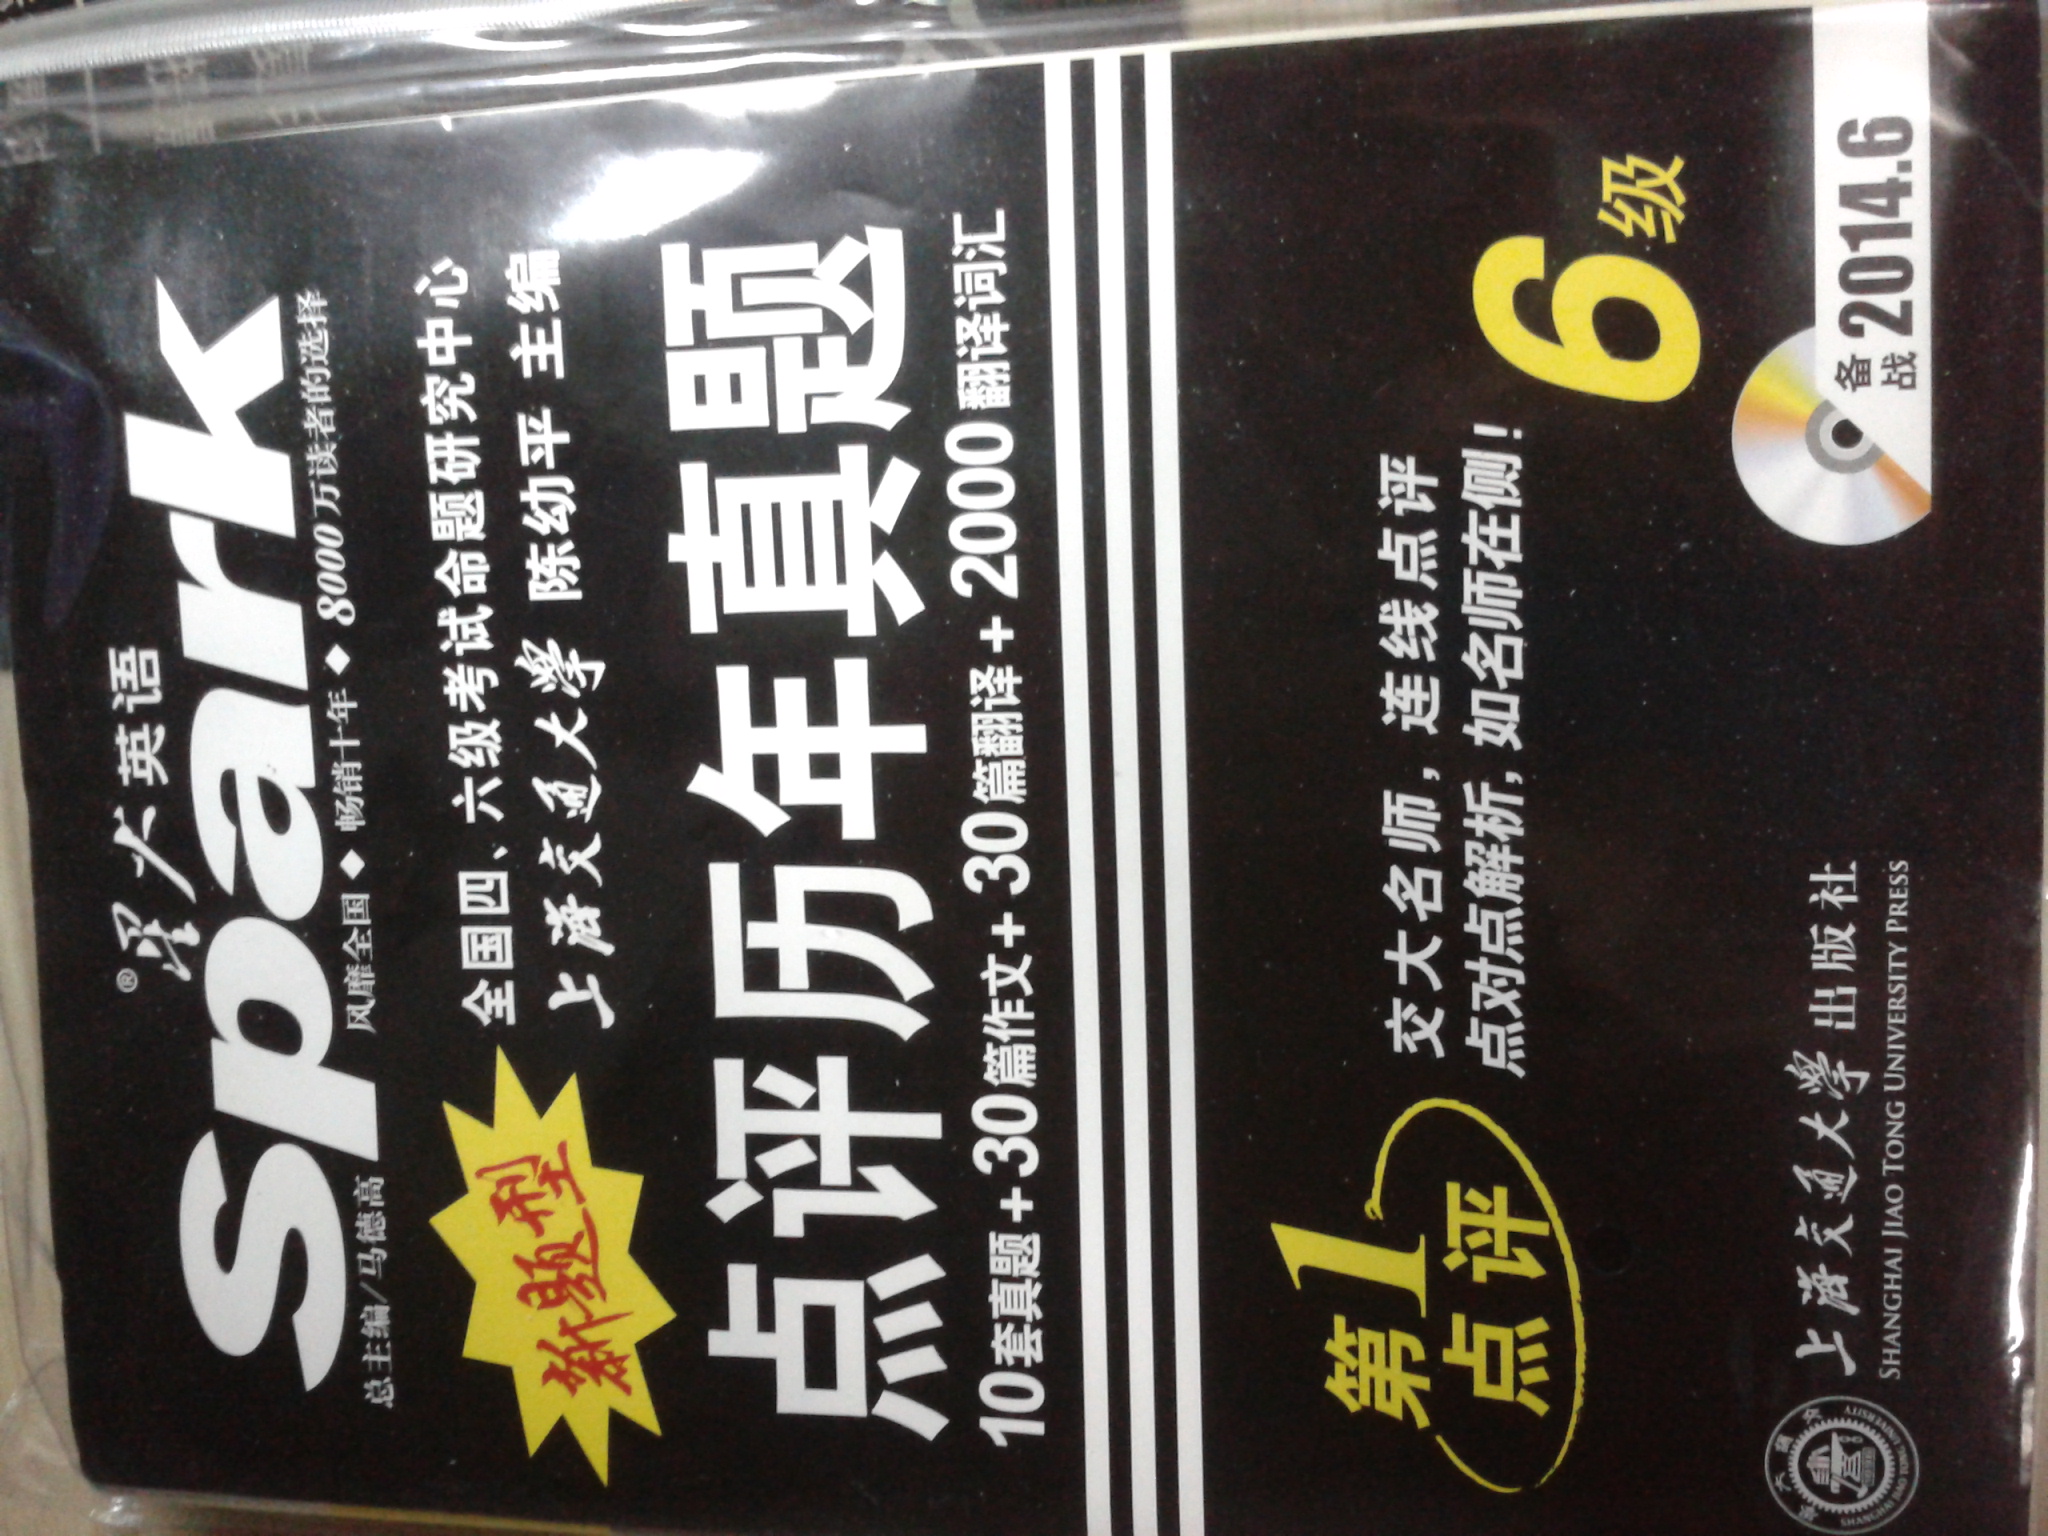 ®星火英语
Spark
总主编/马德高 风靡全国◆畅销十年◆8000万读者的选择
新题型
全国四、六级考试命题研究中心
上海交通大学 陈幼平 主编
点评历年真题
10套真题+30篇作文+30篇翻译+2000翻译词汇
第1
点评
交大名师，连线点评
点对点解析，如名师在侧！
6级
备战 2014.6
上海交通大学出版社
SHANGHAI JIAO TONG UNIVERSITY PRESS